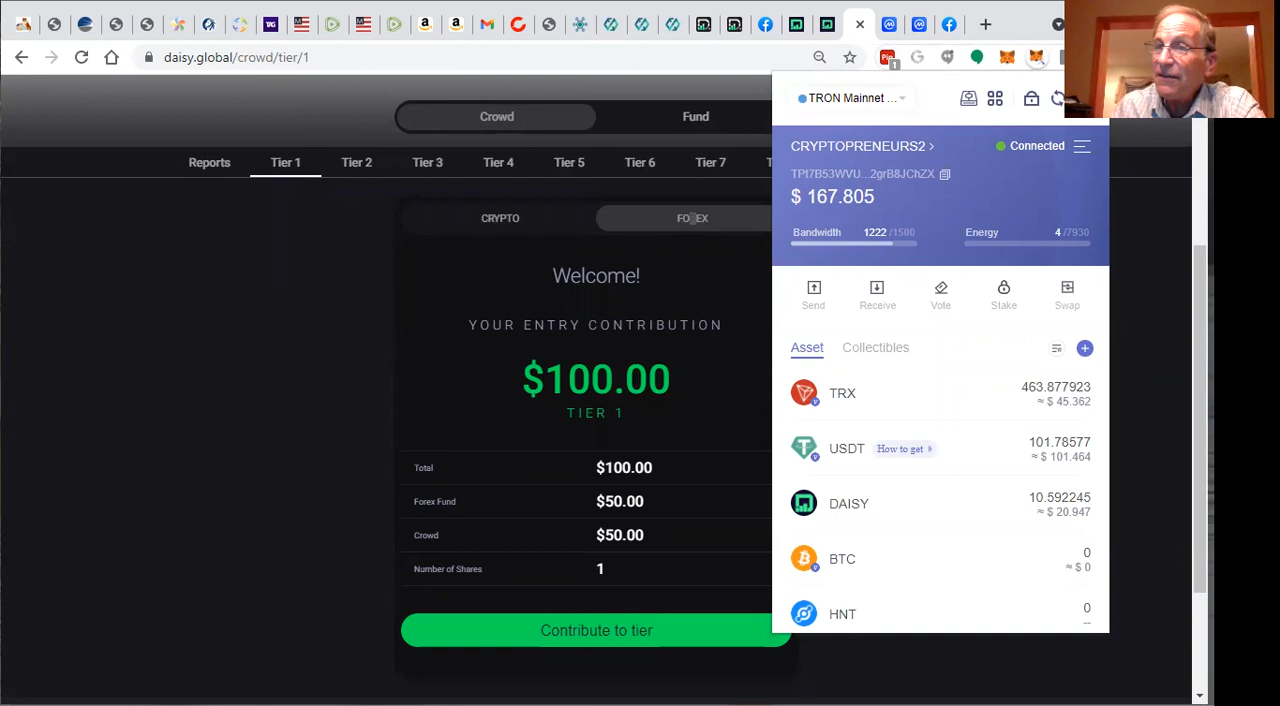 daisy.global/crowd/tier/1
1
TRON Mainnet ...
Crowd
Fund
CRYPTOPRENEURS2 >
Connected
Reports
Tier 1
Tier 2
Tier 3
Tier 4
Tier 5
Tier 6
Tier 7
TPt7B53WVU...2grB8JChZX
$ 167.805
CRYPTO
FOREX
Bandwidth 1222 /1500
Energy 4 /7930
Welcome!
Send
Receive
Vote
Stake
Swap
YOUR ENTRY CONTRIBUTION
Asset
Collectibles
$100.00
TIER 1
TRX
463.877923
≈ $ 45.362
USDT
How to get
101.78577
≈ $ 101.464
Total
$100.00
Forex Fund
$50.00
DAISY
10.592245
≈ $ 20.947
Crowd
$50.00
BTC
0
≈ $ 0
Number of Shares
1
HNT
0
--
Contribute to tier